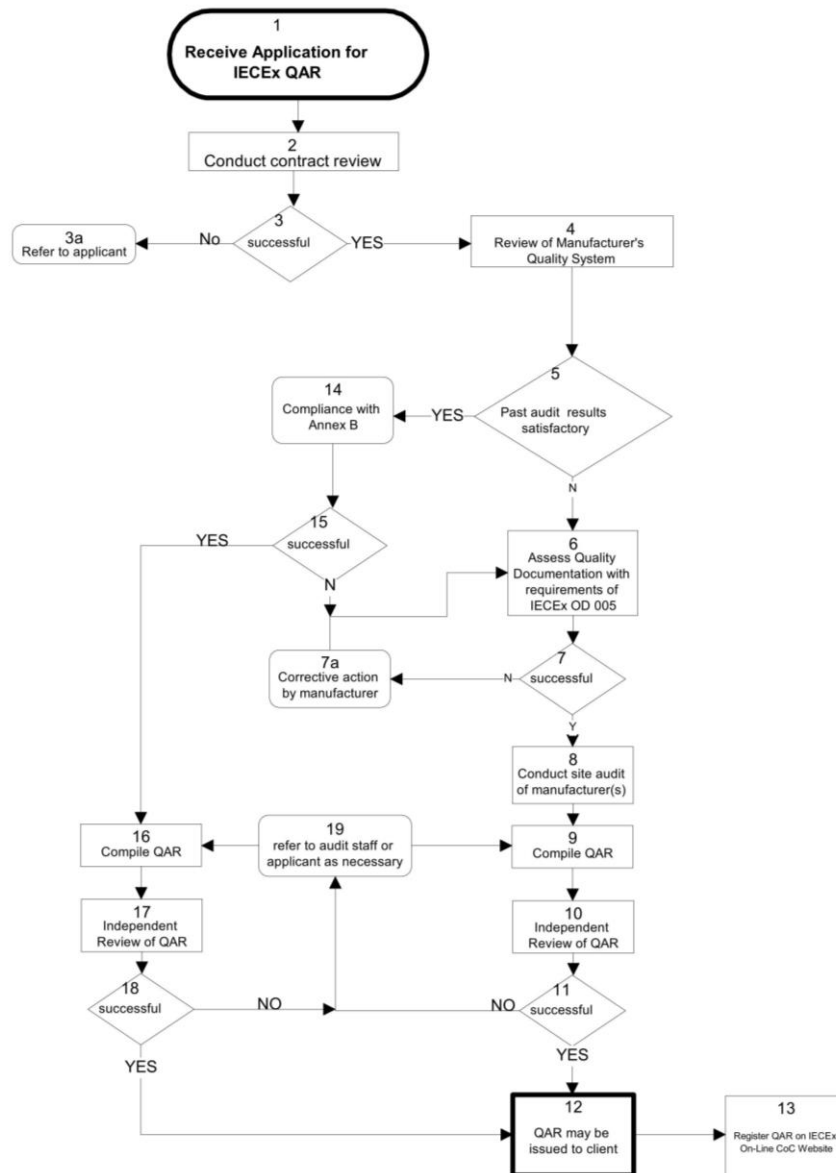 1
Receive Application for
IECEx QAR
2
Conduct contract review
3
successful
No
YES
3a
Refer to applicant
4
Review of Manufacturer's
Quality System
5
Past audit results
satisfactory
YES
N
14
Compliance with
Annex B
15
successful
YES
N
6
Assess Quality
Documentation with
requirements of
IECEx OD 005
7
successful
N
Y
7a
Corrective action
by manufacturer
8
Conduct site audit
of manufacturer(s)
16
Compile QAR
19
refer to audit staff or
applicant as necessary
9
Compile QAR
17
Independent
Review of QAR
10
Independent
Review of QAR
18
successful
NO
YES
11
successful
NO
YES
12
QAR may be
issued to client
13
Register QAR on IECEx
On-Line CoC Website